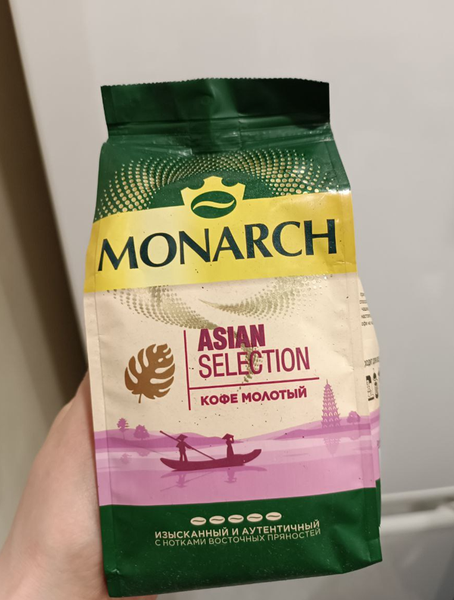 MONARCH
ASIAN
SELECTION
КОФЕ МОЛОТЫЙ
ИЗЫСКАННЫЙ И АУТЕНТИЧНЫЙ
С НОТКАМИ ВОСТОЧНЫХ ПРЯНОСТЕЙ